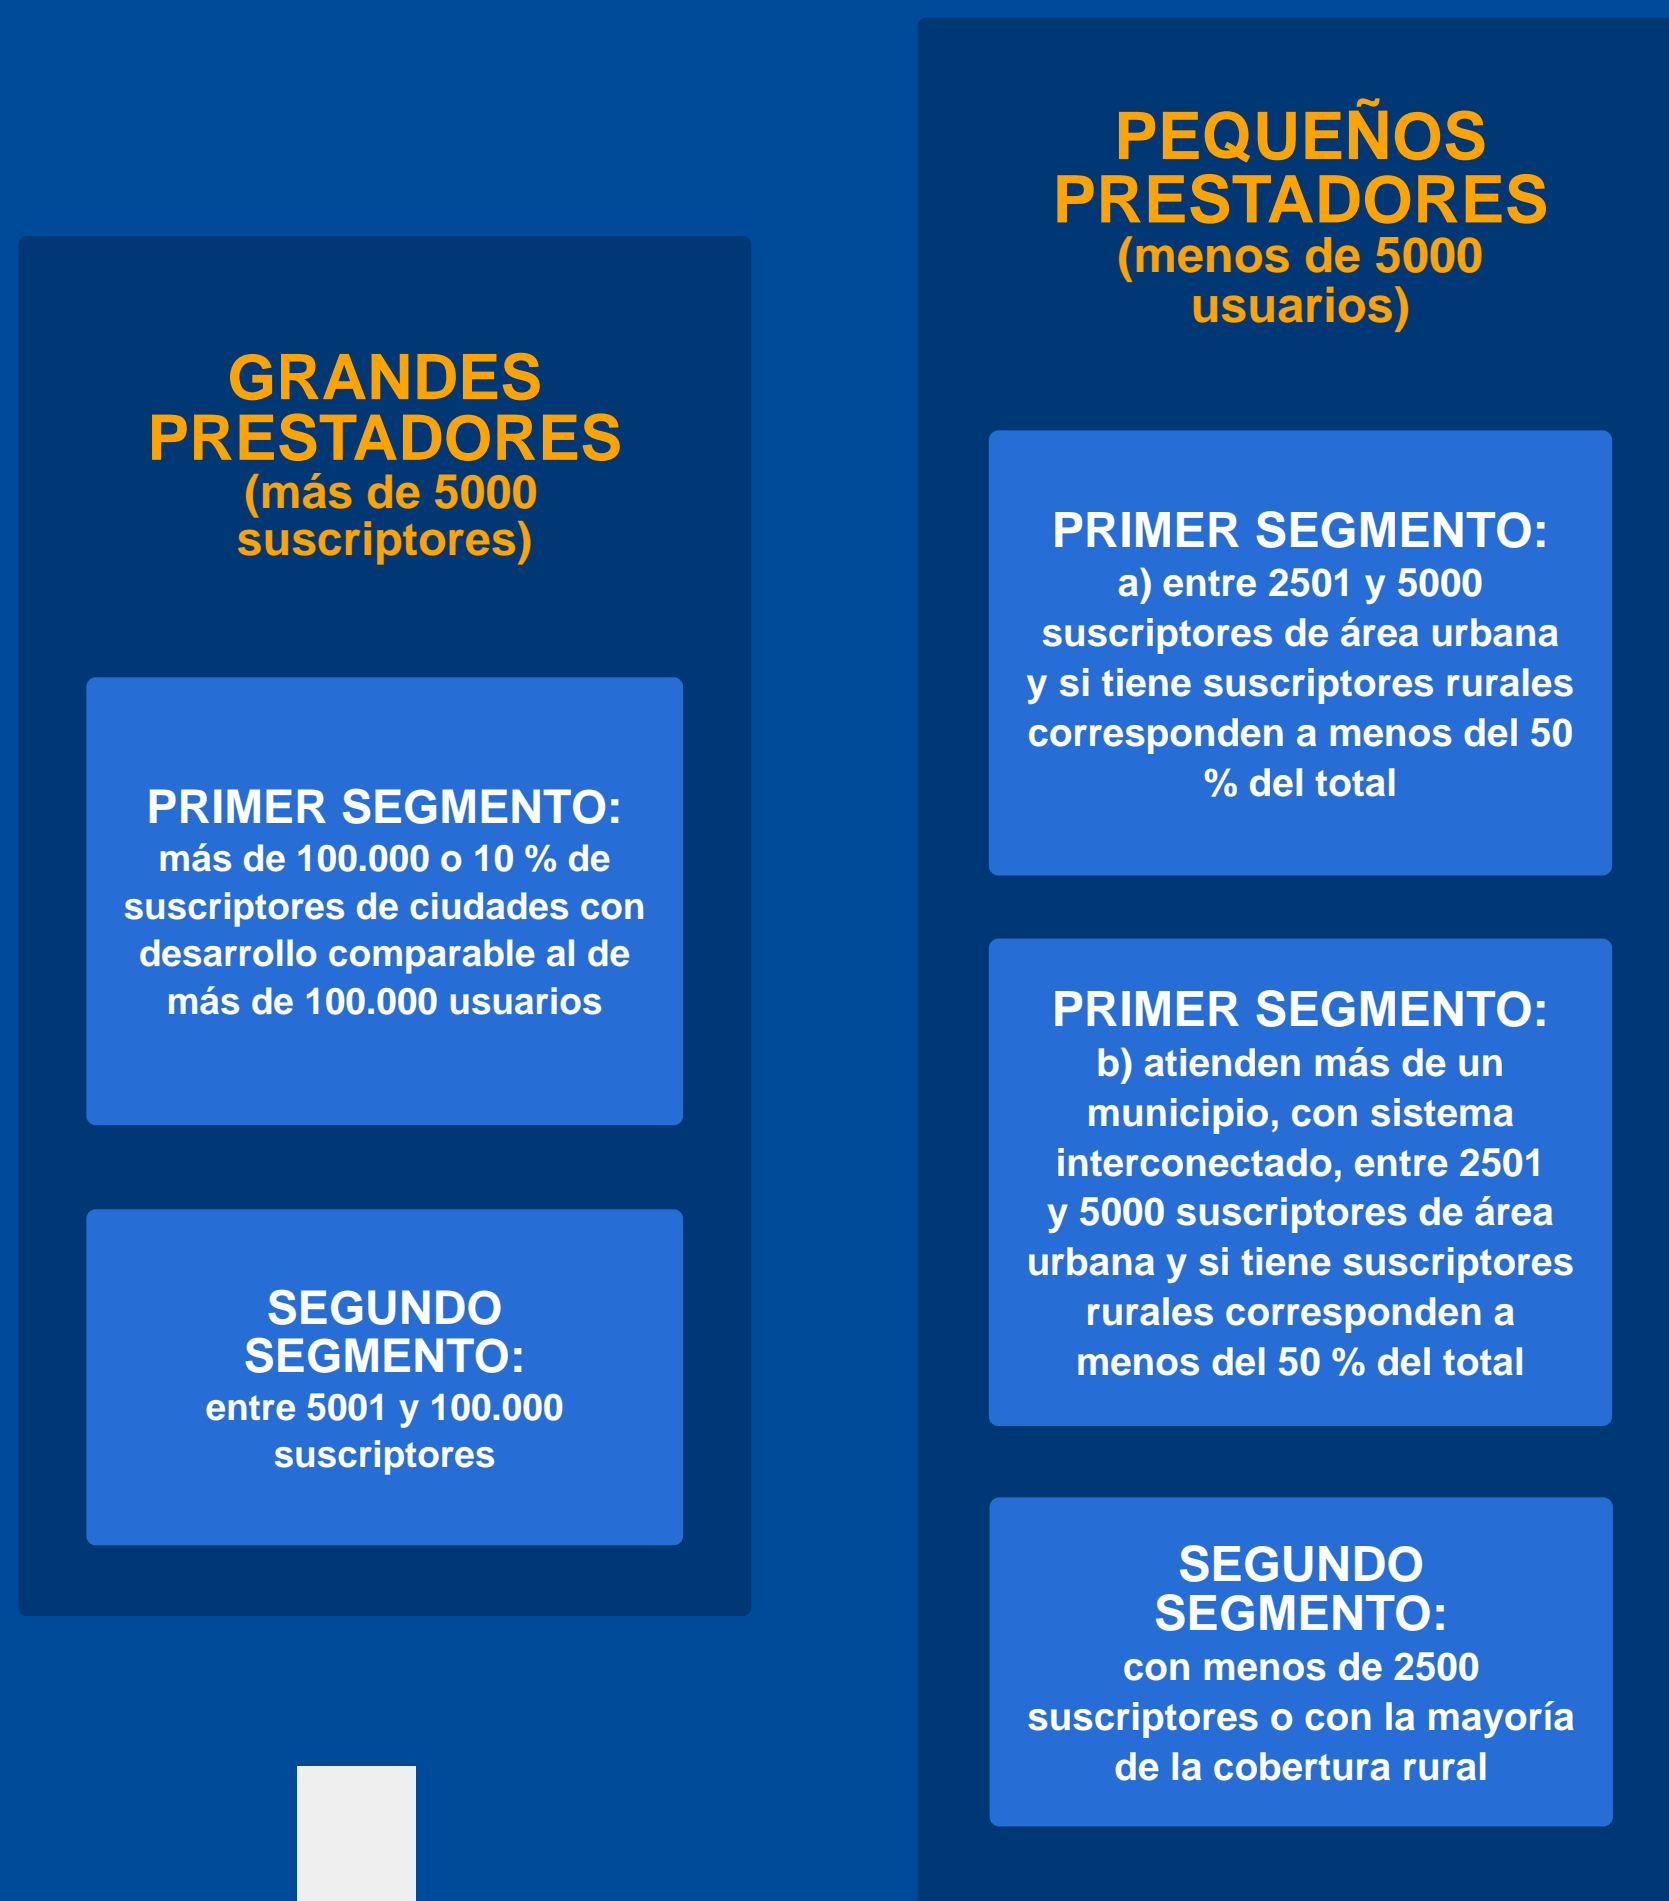 GRANDES
PRESTADORES
(más de 5000
suscriptores)
PRIMER SEGMENTO:
más de 100.000 o 10 % de
suscriptores de ciudades con
desarrollo comparable al de
más de 100.000 usuarios
SEGUNDO
SEGMENTO:
entre 5001 y 100.000
suscriptores
PEQUEÑOS
PRESTADORES
(menos de 5000
usuarios)
PRIMER SEGMENTO:
a) entre 2501 y 5000
suscriptores de área urbana
y si tiene suscriptores rurales
corresponden a menos del 50
% del total
PRIMER SEGMENTO:
b) atienden más de un
municipio, con sistema
interconectado, entre 2501
y 5000 suscriptores de área
urbana y si tiene suscriptores
rurales corresponden a
menos del 50 % del total
SEGUNDO
SEGMENTO:
con menos de 2500
suscriptores o con la mayoría
de la cobertura rural